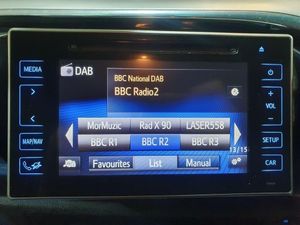 MEDIA
DAB
BBC National DAB
BBC Radio2
+
VOL
-
MAP/NAV
SETUP
CAR
MorMuzic Rad X 90 LASER558
BBC R1 BBC R2 BBC R3
13/15
Favourites List Manual